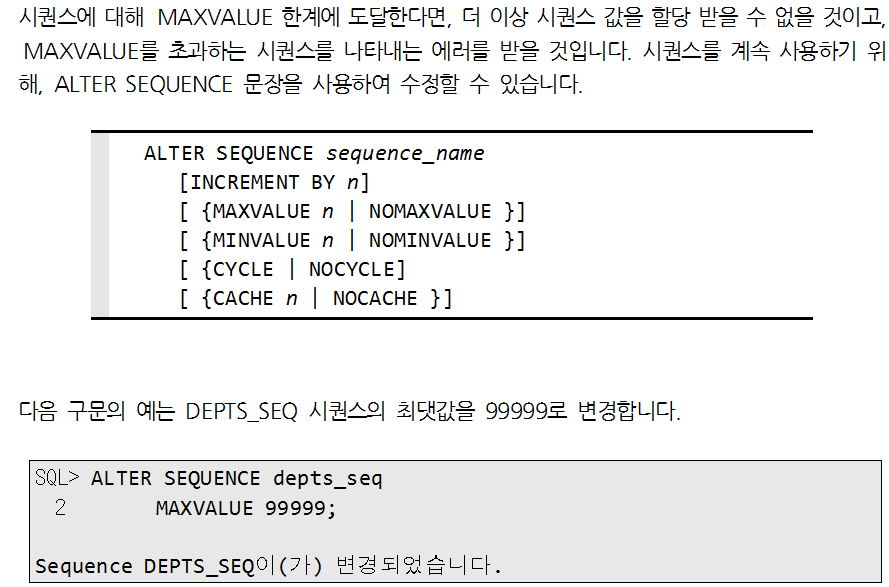 시퀀스에 대해 MAXVALUE 한계에 도달한다면, 더 이상 시퀀스 값을 할당 받을 수 없을 것이고,
MAXVALUE를 초과하는 시퀀스를 나타내는 에러를 받을 것입니다. 시퀀스를 계속 사용하기 위
해, ALTER SEQUENCE 문장을 사용하여 수정할 수 있습니다.
ALTER SEQUENCE sequence_name
[INCREMENT BY n]
[ {MAXVALUE n | NOMAXVALUE }]
[ {MINVALUE n | NOMINVALUE }]
[ {CYCLE | NOCYCLE]
[ {CACHE n | NOCACHE }]
다음 구문의 예는 DEPTS_SEQ 시퀀스의 최댓값을 99999로 변경합니다.
SQL> ALTER SEQUENCE depts_seq
2 MAXVALUE 99999;
Sequence DEPTS_SEQ이(가) 변경되었습니다.